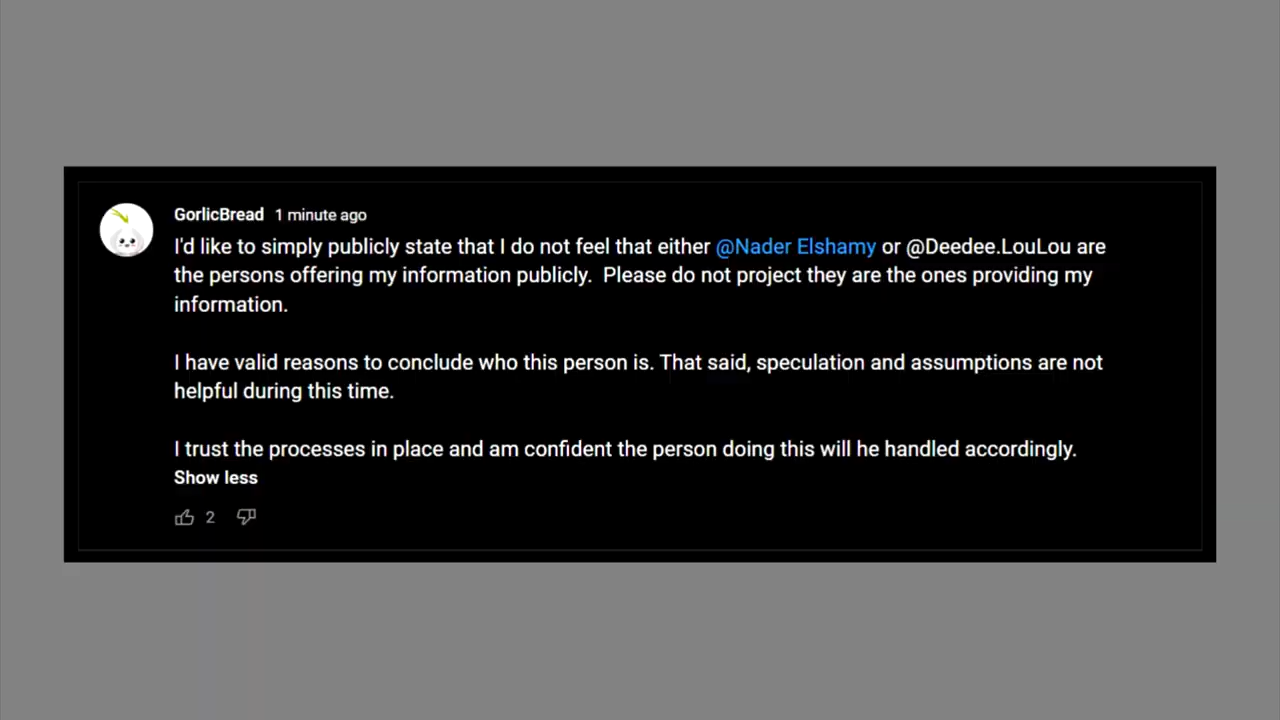 GorlicBread 1 minute ago
I'd like to simply publicly state that I do not feel that either @Nader Elshamy or @Deedee.LouLou are
the persons offering my information publicly.  Please do not project they are the ones providing my
information.
I have valid reasons to conclude who this person is. That said, speculation and assumptions are not
helpful during this time.
I trust the processes in place and am confident the person doing this will he handled accordingly.
Show less
2